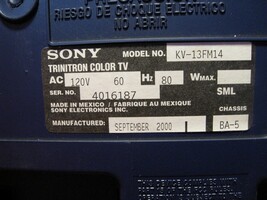 RIESGO DE CHOQUE ELECTRICO
NO ABRIR
SONY MODEL NO. KV-13FM14
TRINITRON COLOR TV
AC 120V 60 Hz 80 WMAX.
SER. NO. 4016187 SML
MADE IN MEXICO / FABRIQUE AU MEXIQUE
SONY ELECTRONICS INC. CHASSIS
MANUFACTURED: SEPTEMBER 2000 BA-5